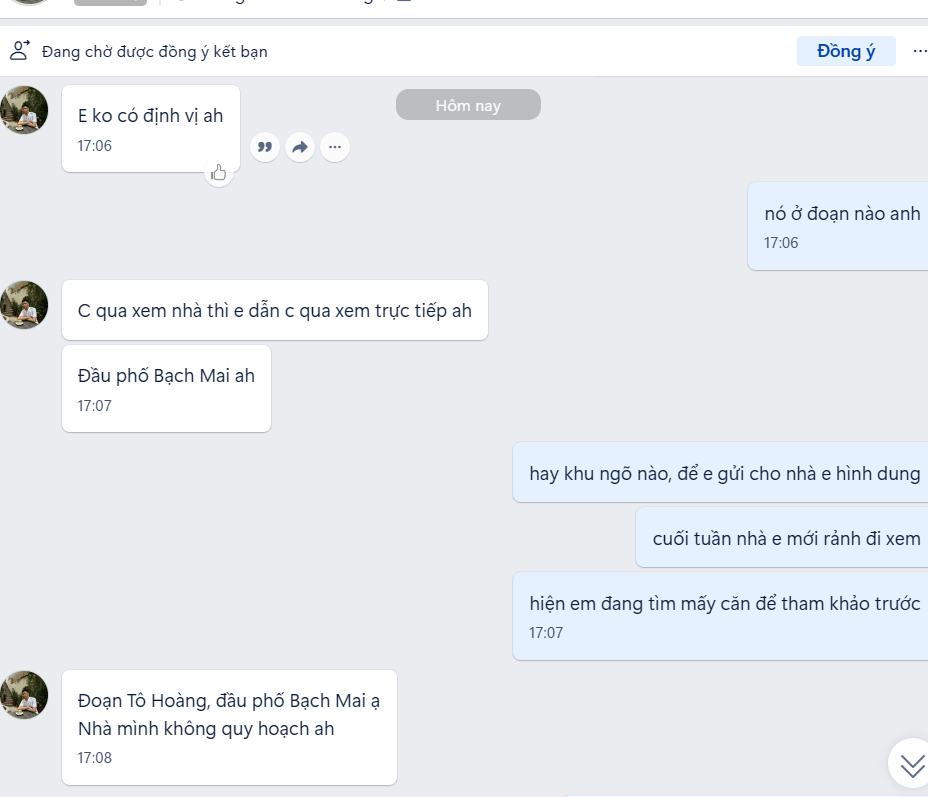 Đang chờ được đồng ý kết bạn
Đồng ý
Hôm nay
E ko có định vị ah
17:06
nó ở đoạn nào anh
17:06
C qua xem nhà thì e dẫn c qua xem trực tiếp ah
Đầu phố Bạch Mai ah
17:07
hay khu ngõ nào, để e gửi cho nhà e hình dung
cuối tuần nhà e mới rảnh đi xem
hiện em đang tìm mấy căn để tham khảo trước
17:07
Đoạn Tô Hoàng, đầu phố Bạch Mai ạ
Nhà mình không quy hoạch ah
17:08